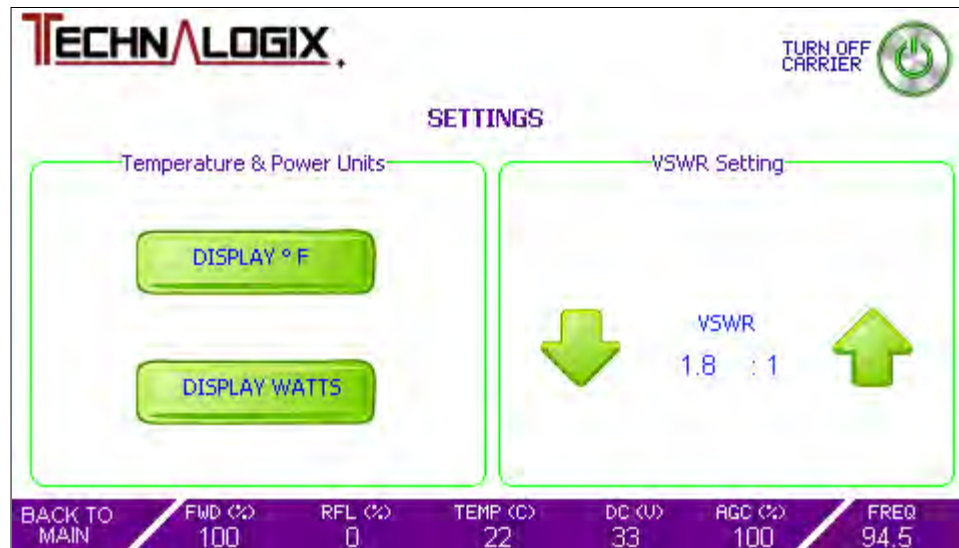 TECHNALOGIX.
TURN OFF
CARRIER
SETTINGS
Temperature & Power Units
VSWR Setting
DISPLAY ° F
DISPLAY WATTS
VSWR
1.8 : 1
BACK TO
MAIN
FWD (%) RFL (%) TEMP (C) DC (V) AGC (%) FREQ
100 0 22 33 100 94.5